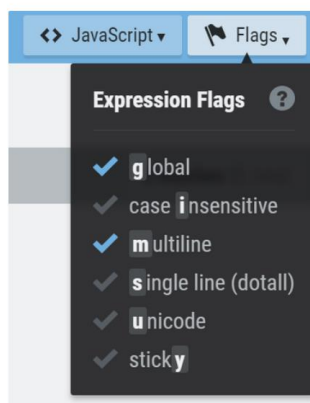 <> JavaScript ▾ Flags ▾
Expression Flags ?
global
case insensitive
multiline
single line (dotall)
unicode
sticky